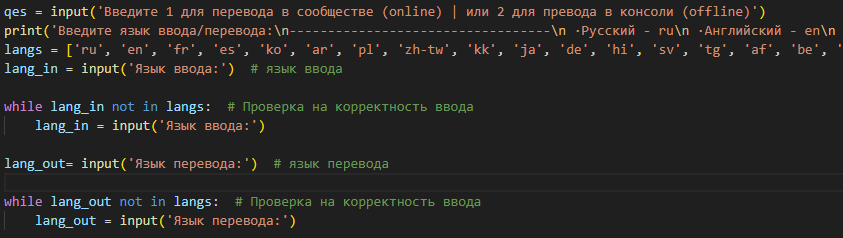 qes = input('Введите 1 для перевода в сообществе (online) | или 2 для превода в консоли (offline)')
print('Введите язык ввода/перевода:\n----------------------------------\n ·Русский - ru\n ·Английский - en\n
langs = ['ru', 'en', 'fr', 'es', 'ko', 'ar', 'pl', 'zh-tw', 'kk', 'ja', 'de', 'hi', 'sv', 'tg', 'af', 'be', '
lang_in = input('Язык ввода:')  # язык ввода
while lang_in not in langs:  # Проверка на корректность ввода
    lang_in = input('Язык ввода:')
lang_out= input('Язык перевода:')  # язык перевода
while lang_out not in langs:  # Проверка на корректность ввода
    lang_out = input('Язык перевода:')